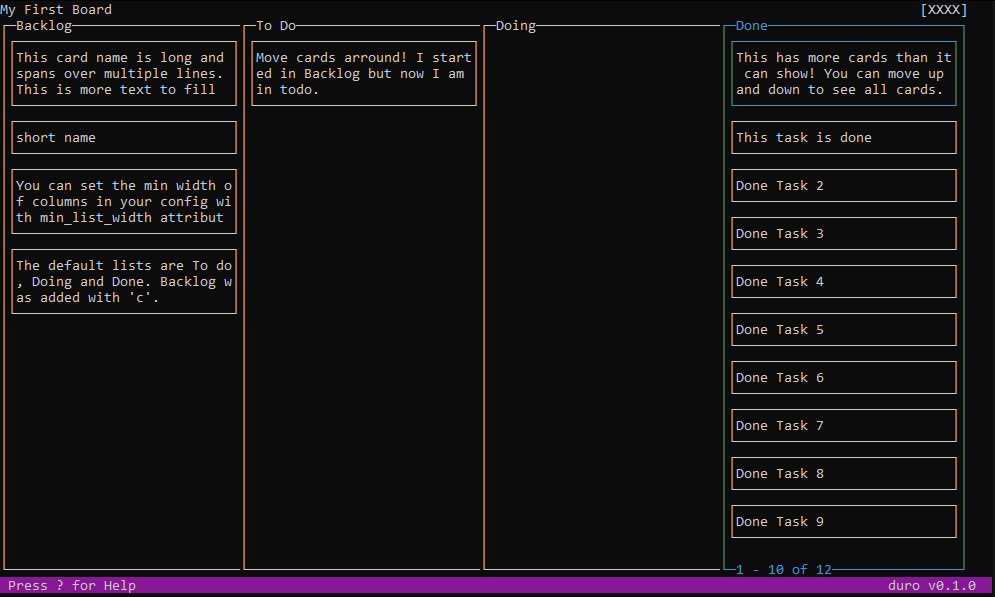 My First Board [XXXX]
Backlog
This card name is long and
spans over multiple lines.
This is more text to fill
short name
You can set the min width o
f columns in your config wi
th min_list_width attribut
The default lists are To do
, Doing and Done. Backlog w
as added with 'c'.
To Do
Move cards arround! I start
ed in Backlog but now I am
in todo.
Doing
Done
This has more cards than it
can show! You can move up
and down to see all cards.
This task is done
Done Task 2
Done Task 3
Done Task 4
Done Task 5
Done Task 6
Done Task 7
Done Task 8
Done Task 9
1 - 10 of 12
Press ? for Help duro v0.1.0